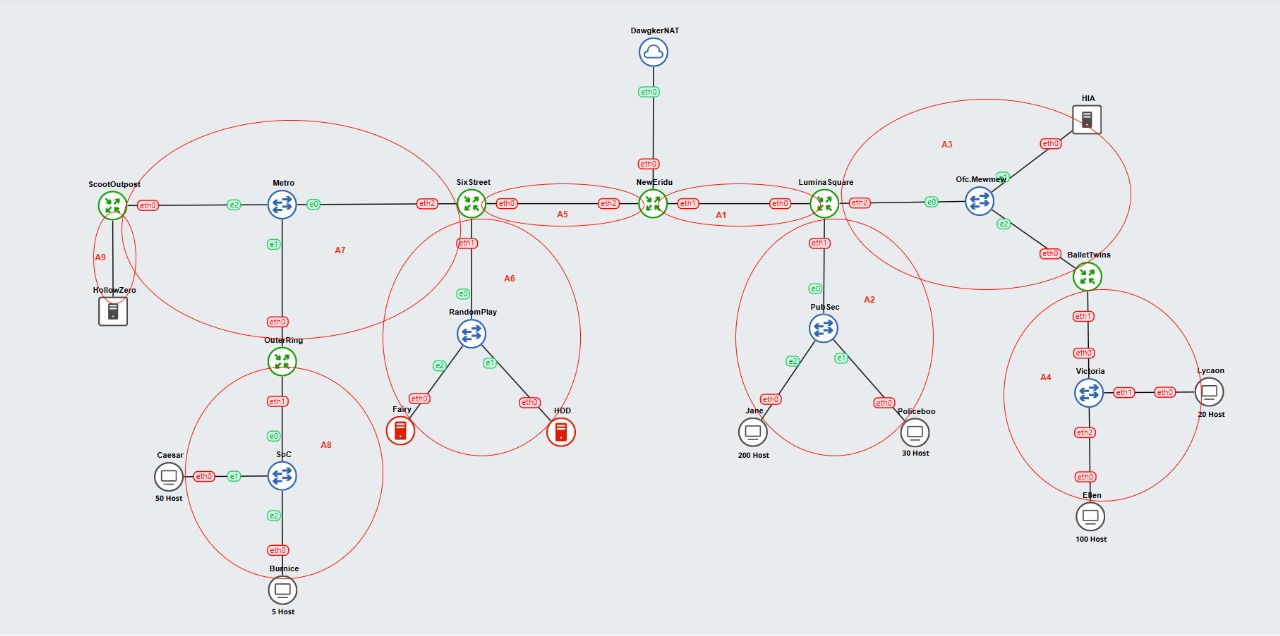 DawgkerNAT
eth0
eth0
HIA
A3
eth0
ScootOutpost
Metro
SixStreet
NewEridu
LuminaSquare
Ofc.Mewmew
eth0
e2
e0
eth2
eth0
eth2
eth1
eth0
eth2
e0
A5
A1
e2
e1
eth1
eth1
A7
A9
eth0
BalletTwins
A6
HollowZero
e0
e0
A2
eth0
RandomPlay
PubSec
eth1
OuterRing
e2
e1
e2
e1
eth0
A4
Victoria
Lycaon
eth1
eth0
eth1
eth0
eth0
eth0
eth0
20 Host
Fairy
HDD
Jane
Policeboo
eth2
e0
A8
200 Host
30 Host
Caesar
SoC
eth0
e1
eth0
50 Host
Ellen
e2
100 Host
eth0
Burnice
5 Host